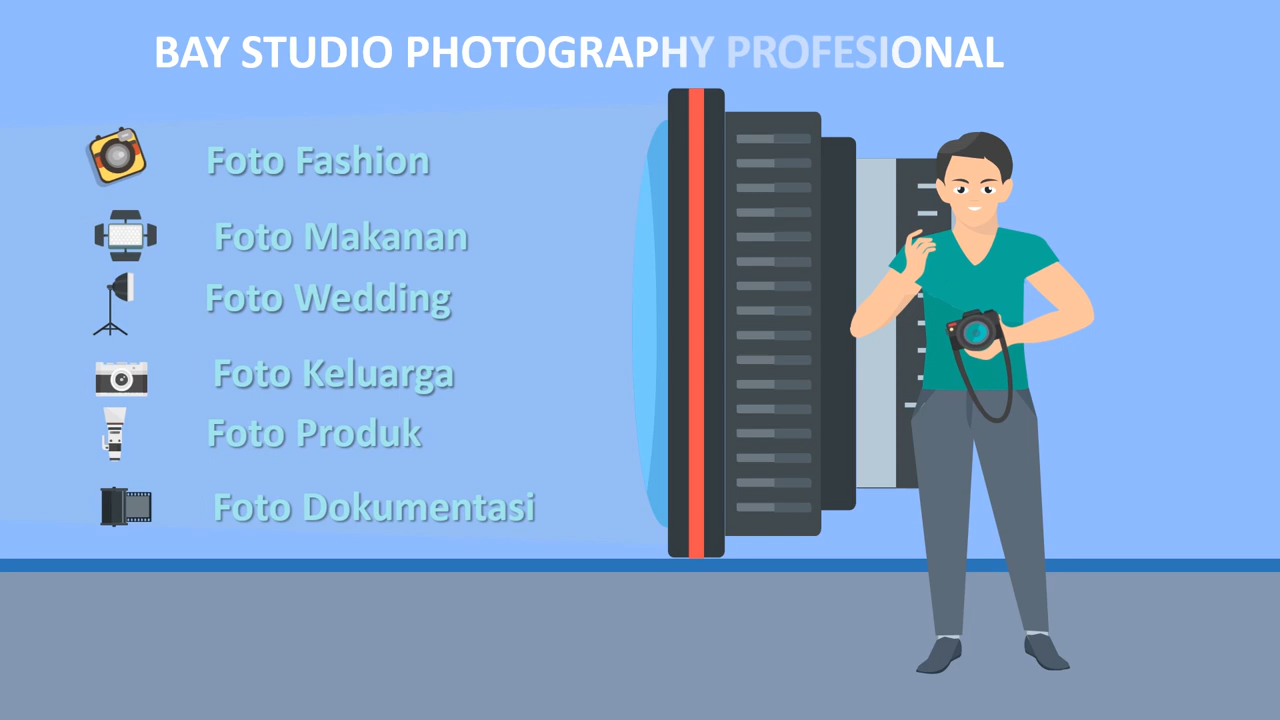 BAY STUDIO PHOTOGRAPHY PROFESIONAL
Foto Fashion
Foto Makanan
Foto Wedding
Foto Keluarga
Foto Produk
Foto Dokumentasi